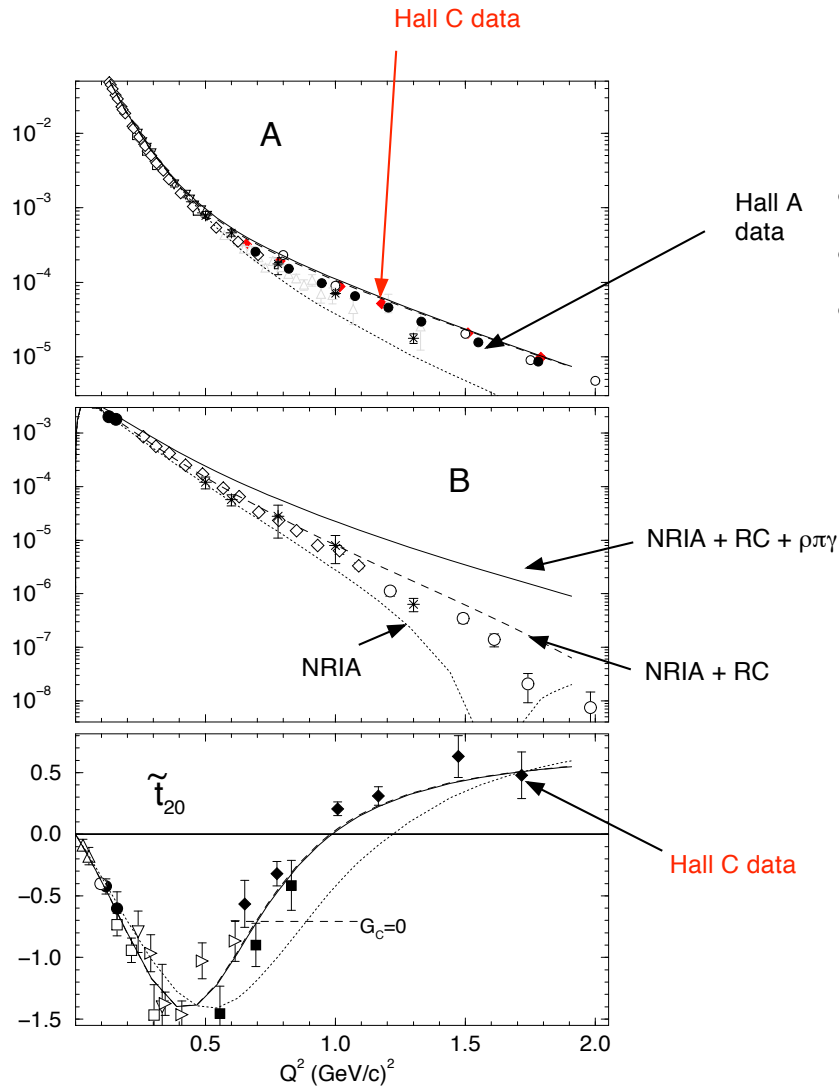 Hall C data
A
10^-2
10^-3
10^-4
10^-5
Hall A
data
B
10^-3
10^-4
10^-5
10^-6
10^-7
10^-8
NRIA + RC + ρπγ
NRIA
NRIA + RC
t̃_20
0.5
0.0
-0.5
-1.0
-1.5
G_C=0
Hall C data
0.5 1.0 1.5 2.0
Q^2 (GeV/c)^2